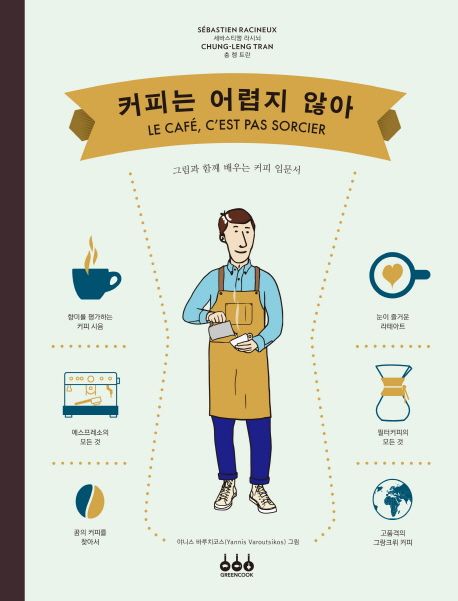 SÉBASTIEN RACINEUX
세바스티엥 라시뇌
CHUNG-LENG TRAN
춍 렝 트란
커피는 어렵지 않아
LE CAFÉ, C'EST PAS SORCIER
그림과 함께 배우는 커피 입문서
향미를 평가하는
커피 시음
눈이 즐거운
라테아트
에스프레소의
모든 것
필터커피의
모든 것
꿈의 커피를
찾아서
고품격의
그랑크뤼 커피
야니스 바루치코스(Yannis Varoutsikos) 그림
GREENCOOK